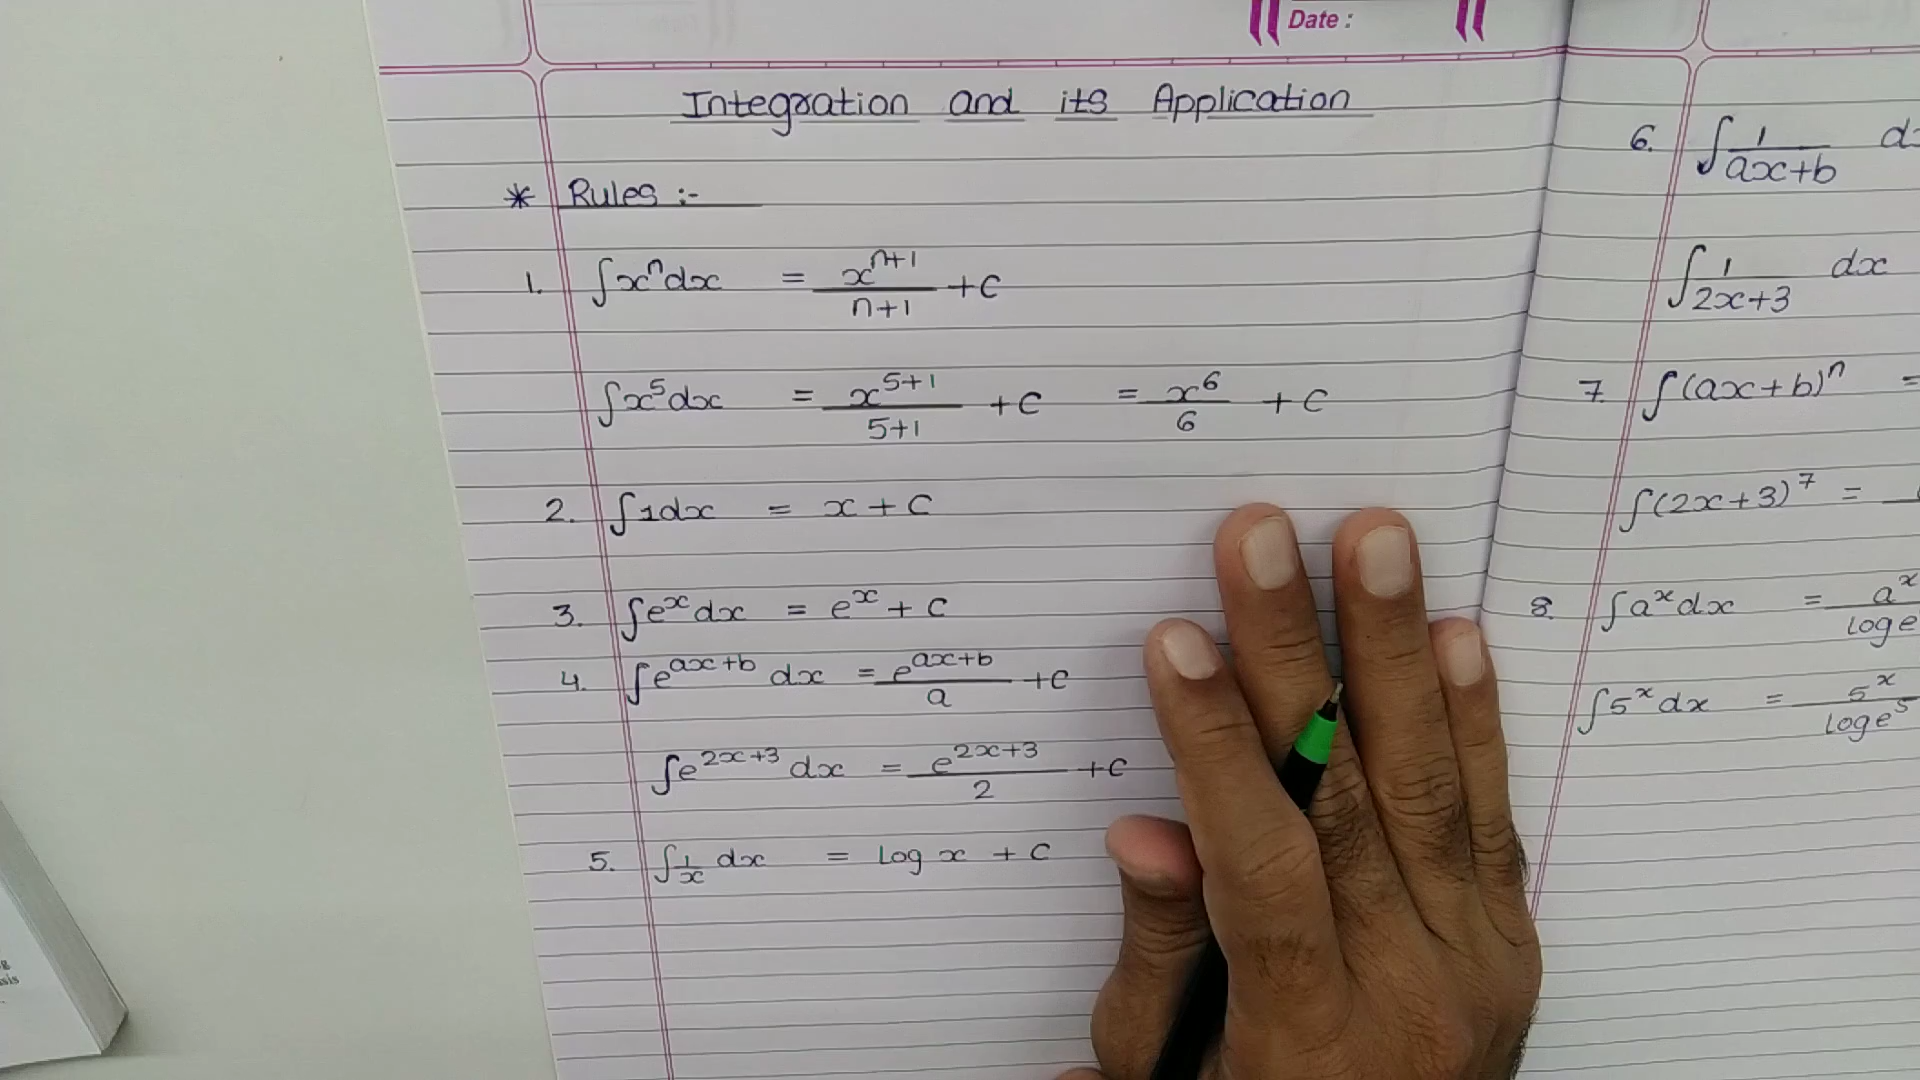 Date :
Integration and its Application
* Rules :-
1. ∫xⁿdx = xⁿ⁺¹/n+1 + C
∫x⁵dx = x⁵⁺¹/5+1 + C = x⁶/6 + C
2. ∫1dx = x + C
3. ∫eˣdx = eˣ + C
4. ∫e^(ax+b) dx = e^(ax+b)/a + C
∫e^(2x+3) dx = e^(2x+3)/2 + C
5. ∫1/x dx = log x + C
6. ∫1/ax+b
∫1/2x+3 dx
7. ∫(ax+b)ⁿ =
∫(2x+3)⁷ =
8. ∫aˣdx = aˣ/loge
∫5ˣdx = 5ˣ/loge⁵